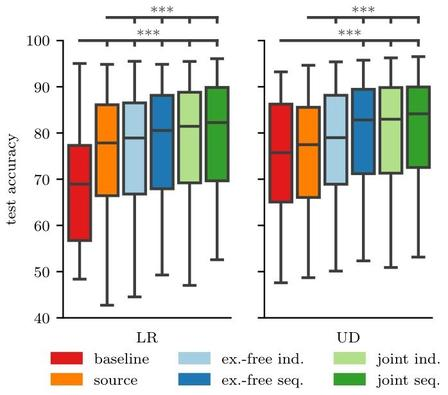 ***
***
***
***
100
90
80
70
60
50
40
test accuracy
LR
UD
baseline
ex.-free ind.
joint ind.
source
ex.-free seq.
joint seq.